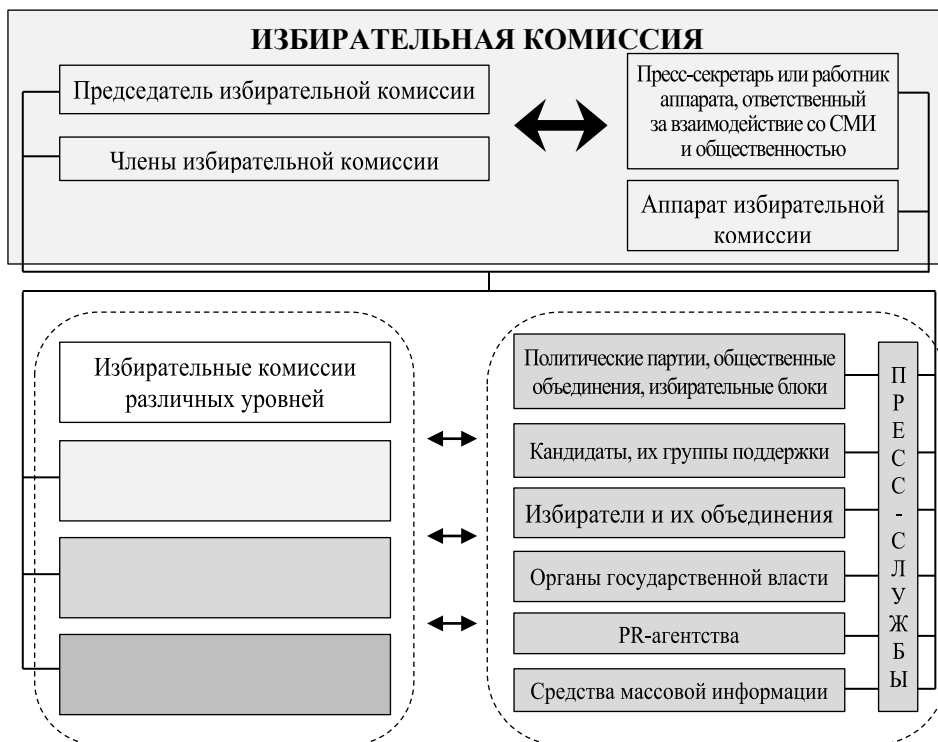 ИЗБИРАТЕЛЬНАЯ КОМИССИЯ
Председатель избирательной комиссии
Члены избирательной комиссии
Пресс-секретарь или работник
аппарата, ответственный
за взаимодействие со СМИ
и общественностью
Аппарат избирательной
комиссии
Избирательные комиссии
различных уровней
Политические партии, общественные
объединения, избирательные блоки
Кандидаты, их группы поддержки
Избиратели и их объединения
Органы государственной власти
PR-агентства
Средства массовой информации
ПРЕСС-СЛУЖБЫ